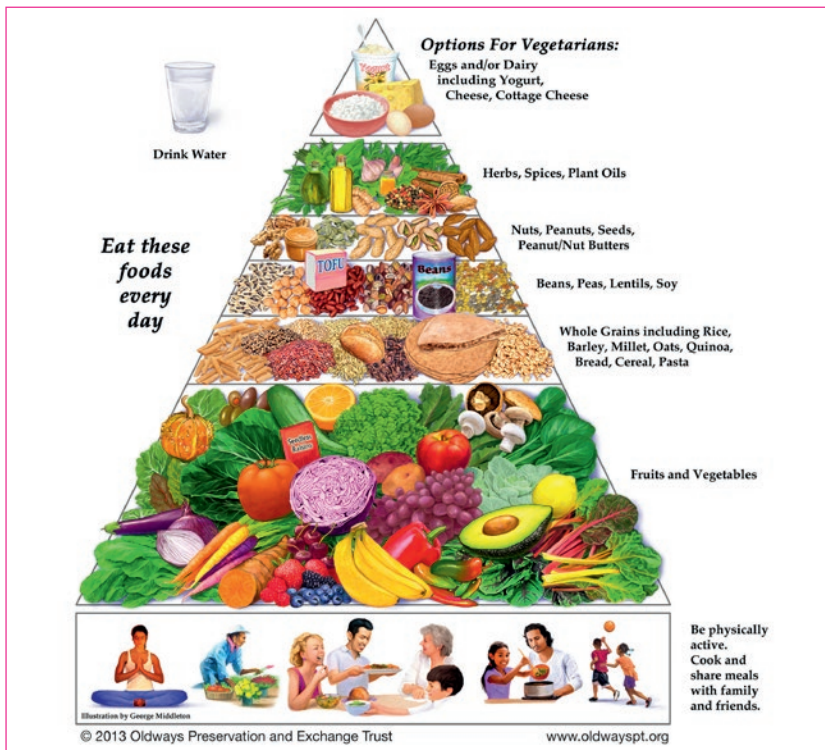 Options For Vegetarians:
Eggs and/or Dairy
including Yogurt,
Cheese, Cottage Cheese
Yogurt
Drink Water
Herbs, Spices, Plant Oils
Eat these
foods
every
day
Nuts, Peanuts, Seeds,
Peanut/Nut Butters
TOFU
Beans
Beans, Peas, Lentils, Soy
Whole Grains including Rice,
Barley, Millet, Oats, Quinoa,
Bread, Cereal, Pasta
Seedless
Raisins
Fruits and Vegetables
Be physically
active.
Cook and
share meals
with family
and friends.
Illustration by George Middleton
© 2013 Oldways Preservation and Exchange Trust
www.oldwayspt.org